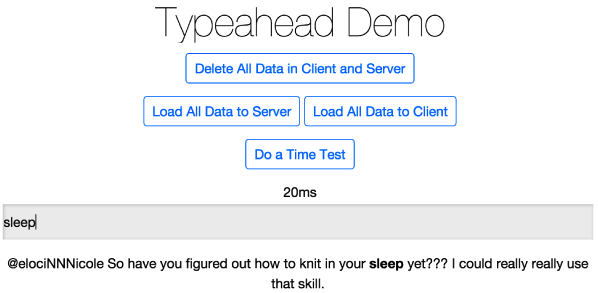 Typeahead Demo
Delete All Data in Client and Server
Load All Data to Server Load All Data to Client
Do a Time Test
20ms
sleep
@elociNNNicole So have you figured out how to knit in your sleep yet??? I could really really use
that skill.